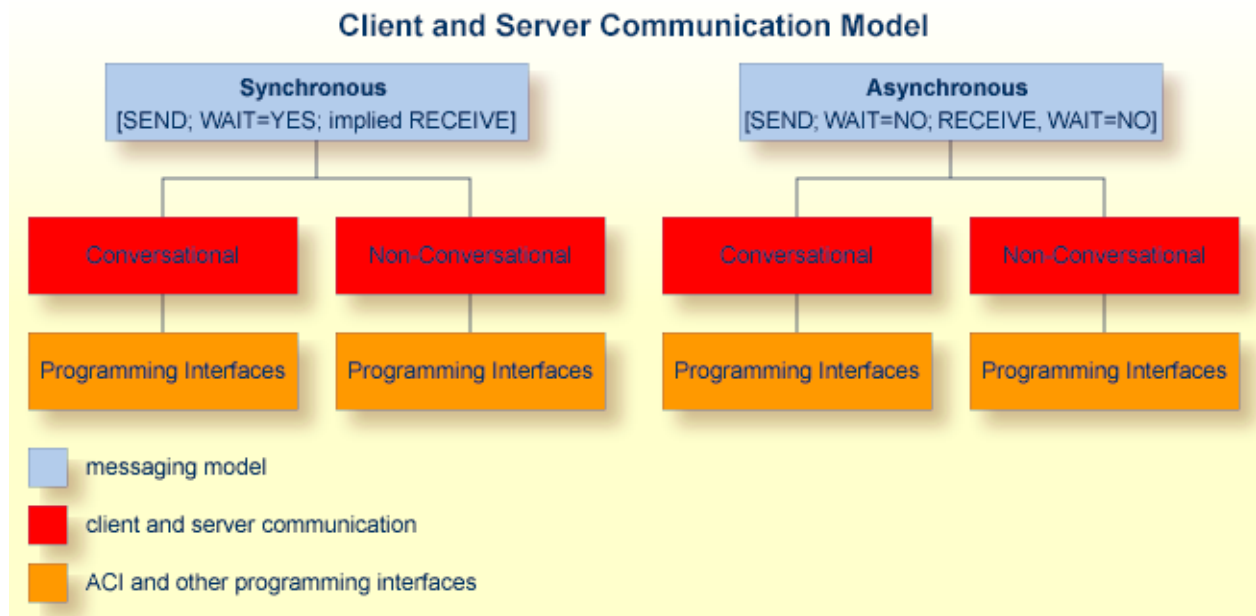 Client and Server Communication Model
Synchronous
[SEND; WAIT=YES; implied RECEIVE]
Asynchronous
[SEND; WAIT=NO; RECEIVE, WAIT=NO]
Conversational
Non-Conversational
Conversational
Non-Conversational
Programming Interfaces
Programming Interfaces
Programming Interfaces
Programming Interfaces
messaging model
client and server communication
ACI and other programming interfaces